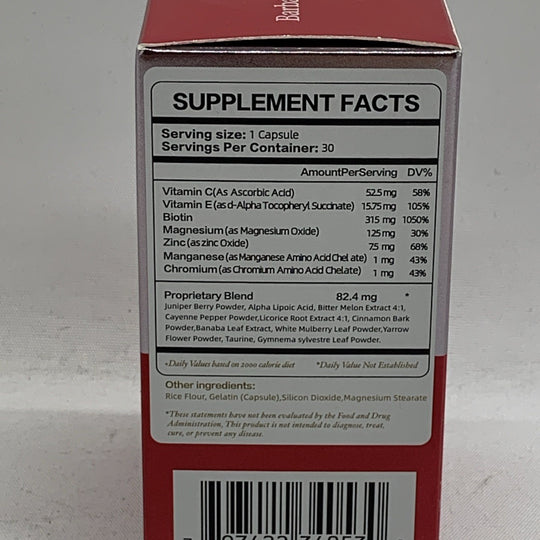 Barba
SUPPLEMENT FACTS
Serving size: 1 Capsule
Servings Per Container: 30
AmountPerServing DV%
Vitamin C(As Ascorbic Acid) 52.5 mg 58%
Vitamin E (as d-Alpha Tocopheryl Succinate) 15.75 mg 105%
Biotin 315 mg 1050%
Magnesium (as Magnesium Oxide) 125 mg 30%
Zinc (as zinc Oxide) 7.5 mg 68%
Manganese (as Manganese Amino Acid Chelate) 1 mg 43%
Chromium (as Chromium Amino Acid Chelate) 1 mg 43%
Proprietary Blend 82.4 mg *
Juniper Berry Powder, Alpha Lipoic Acid, Bitter Melon Extract 4:1,
Cayenne Pepper Powder,Licorice Root Extract 4:1, Cinnamon Bark
Powder,Banaba Leaf Extract, White Mulberry Leaf Powder,Yarrow
Flower Powder, Taurine, Gymnema sylvestre Leaf Powder.
*Daily Values based on 2000 calorie diet *Daily Value Not Established
Other ingredients:
Rice Flour, Gelatin (Capsule),Silicon Dioxide,Magnesium Stearate
*These statements have not been evaluated by the Food and Drug
Administration. This product is not intended to diagnose, treat,
cure, or prevent any disease.